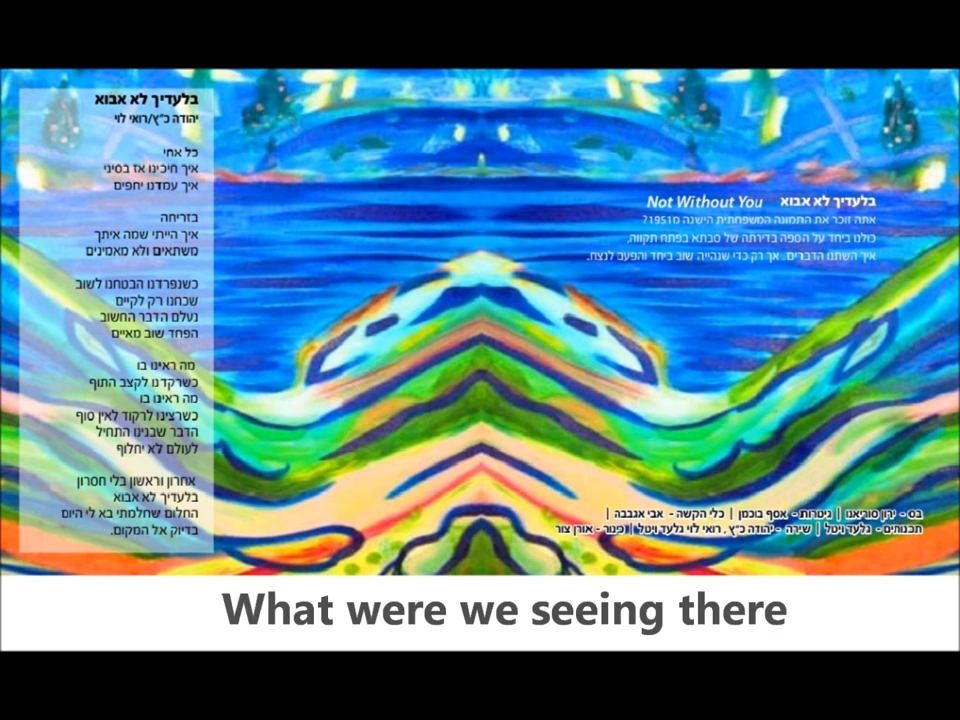 בלעדיך לא אבוא
יהודה כ"ץ/רואי לוי
כל אחי
איך חיכינו אז בסיני
איך עמדנו יחפים
בזריחה
איך הייתי שמה איתך
משתאים ולא מאמינים
כשנפרדנו הבטחנו לשוב
שכחנו רק לקיים
נעלם הדבר החשוב
הפחד שוב מאיים
מה ראינו בו
כשרקדנו לקצב התוף
מה ראינו בו
כשרצינו לרקוד לאין סוף
הדבר שבנינו התחיל
לעולם לא יחלוף
אחרון וראשון בלי חסרון
בלעדיך לא אבוא
החלום שחלמתי בא לי היום
בדיוק אל המקום.
בלעדיך לא אבוא Not Without You
אתה זוכר את התמונה המשפחתית הישנה מ1951?
כולנו ביחד על הספה בדירתה של סבתא בפתח תקווה,
איך השתנו הדברים. אך רק כדי שנהייה שוב ביחד והפעם לנצח.
בס - ירון סוריאנו | גיטרות - אסף בוכמן | כלי הקשה - אבי אגבבה |
תכנותים - גלעד ויטל | שירה - יהודה כ"ץ, רואי לוי גלעד ויטל | כינור - אורן צור
What were we seeing there